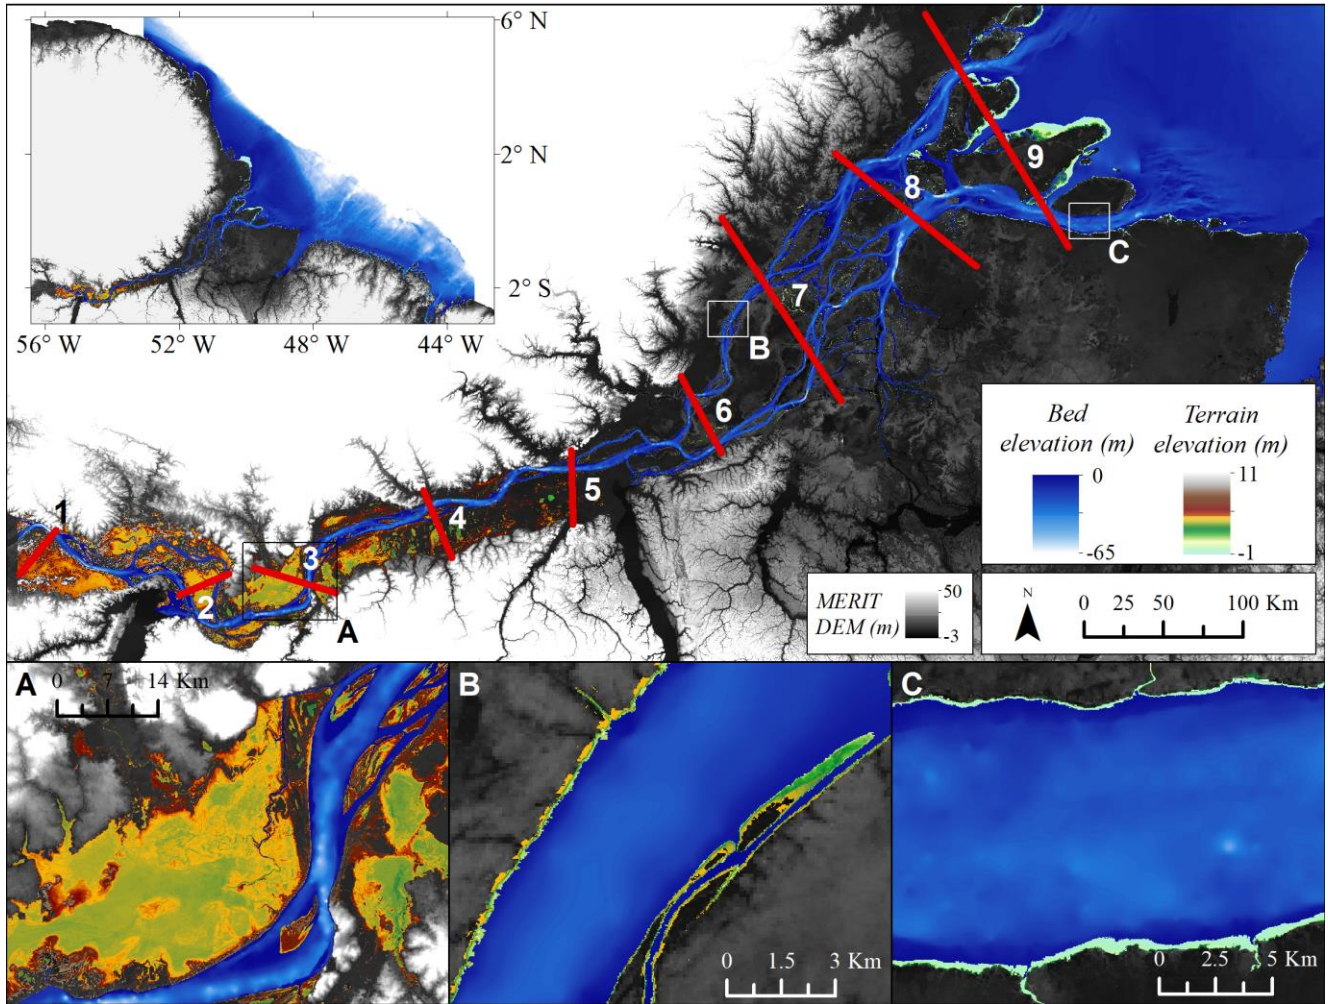 6° N
2° N
2° S
56° W 52° W 48° W 44° W
1
2
3
4
5
6
7
8
9
A
B
C
Bed
elevation (m)
0
-65
Terrain
elevation (m)
11
-1
MERIT
DEM (m)
50
-3
N
0 25 50 100 Km
A
0 7 14 Km
B
0 1.5 3 Km
C
0 2.5 5 Km